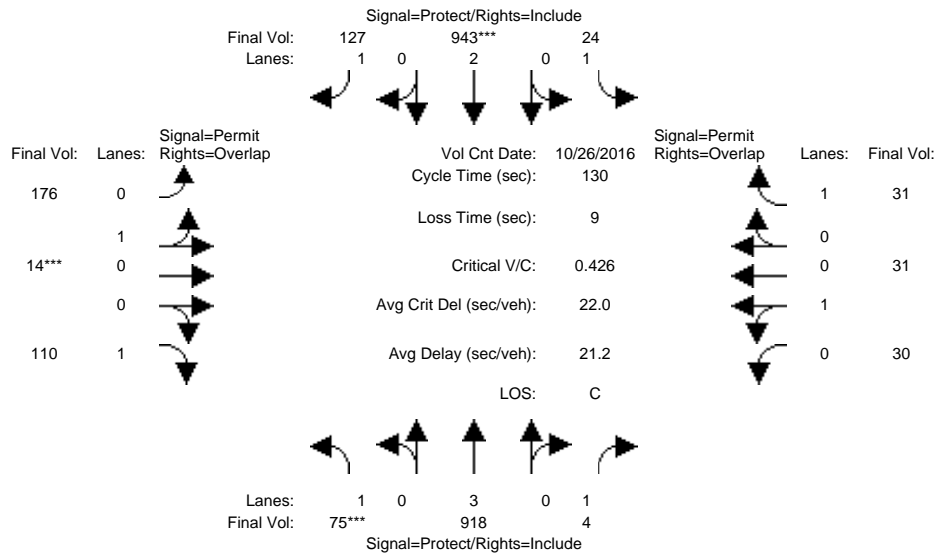 Signal=Protect/Rights=Include
Final Vol: 127 943*** 24
Lanes: 1 0 2 0 1
Signal=Permit Signal=Permit
Final Vol: Lanes: Rights=Overlap Vol Cnt Date: 10/26/2016 Rights=Overlap Lanes: Final Vol:
Cycle Time (sec): 130
176 0 1 31
Loss Time (sec): 9
1 0
14*** 0 Critical V/C: 0.426 0 31
0 Avg Crit Del (sec/veh): 22.0 1
110 1 Avg Delay (sec/veh): 21.2 0 30
LOS: C
Lanes: 1 0 3 0 1
Final Vol: 75*** 918 4
Signal=Protect/Rights=Include